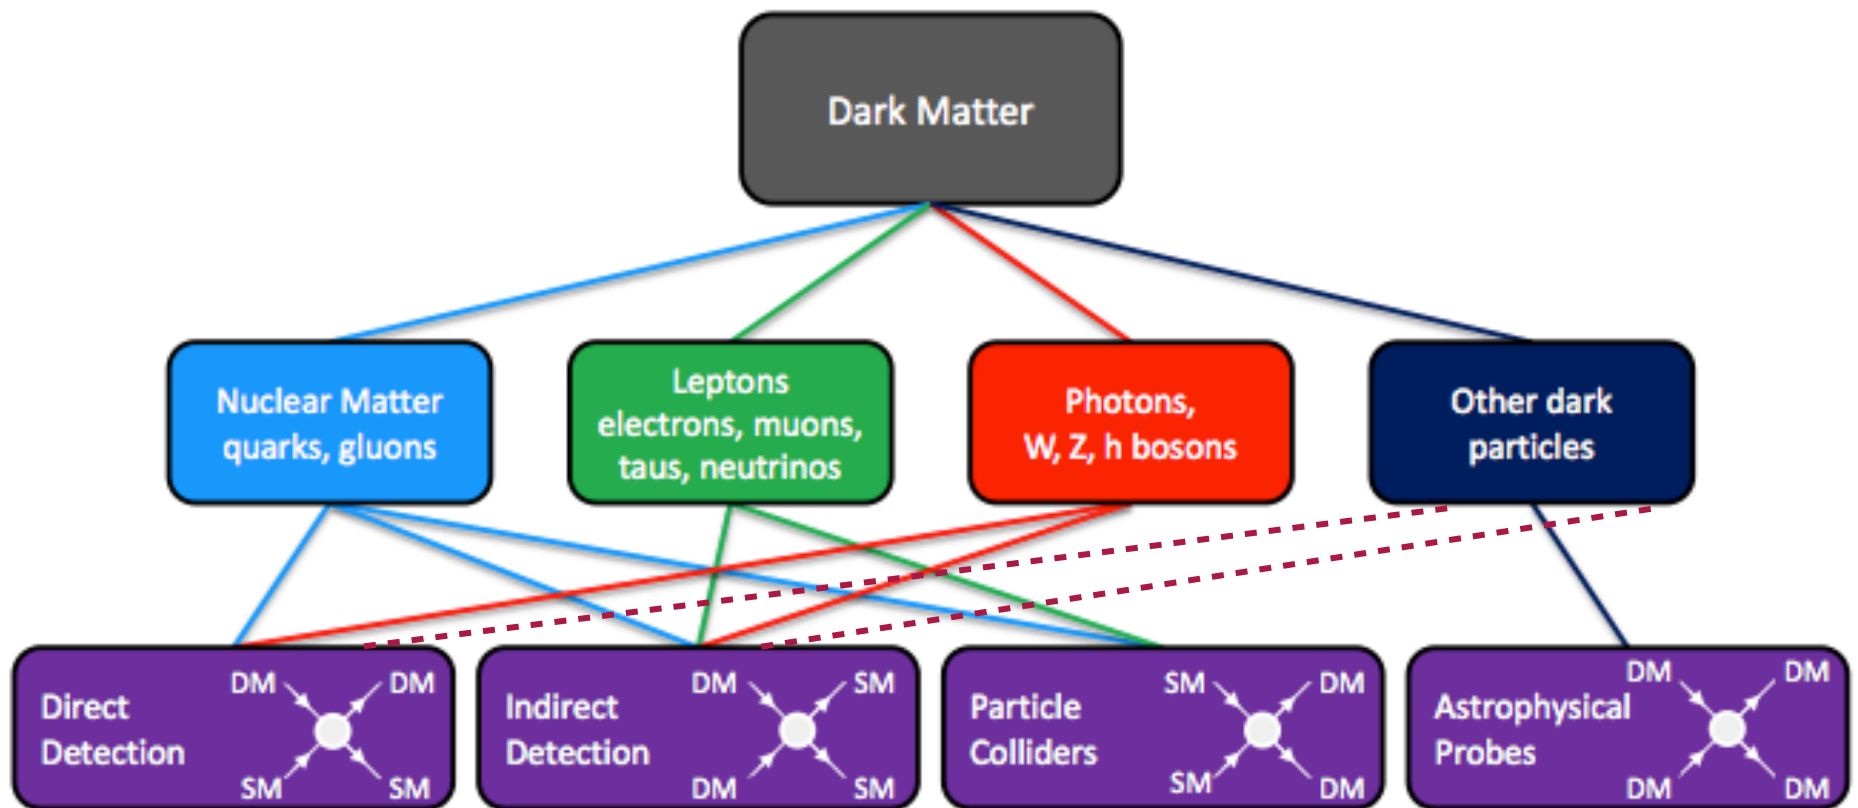 Dark Matter
Nuclear Matter
quarks, gluons
Leptons
electrons, muons,
taus, neutrinos
Photons,
W, Z, h bosons
Other dark
particles
Direct
Detection
DM
DM
SM
SM
Indirect
Detection
DM
SM
DM
SM
Particle
Colliders
SM
DM
SM
DM
Astrophysical
Probes
DM
DM
DM
DM